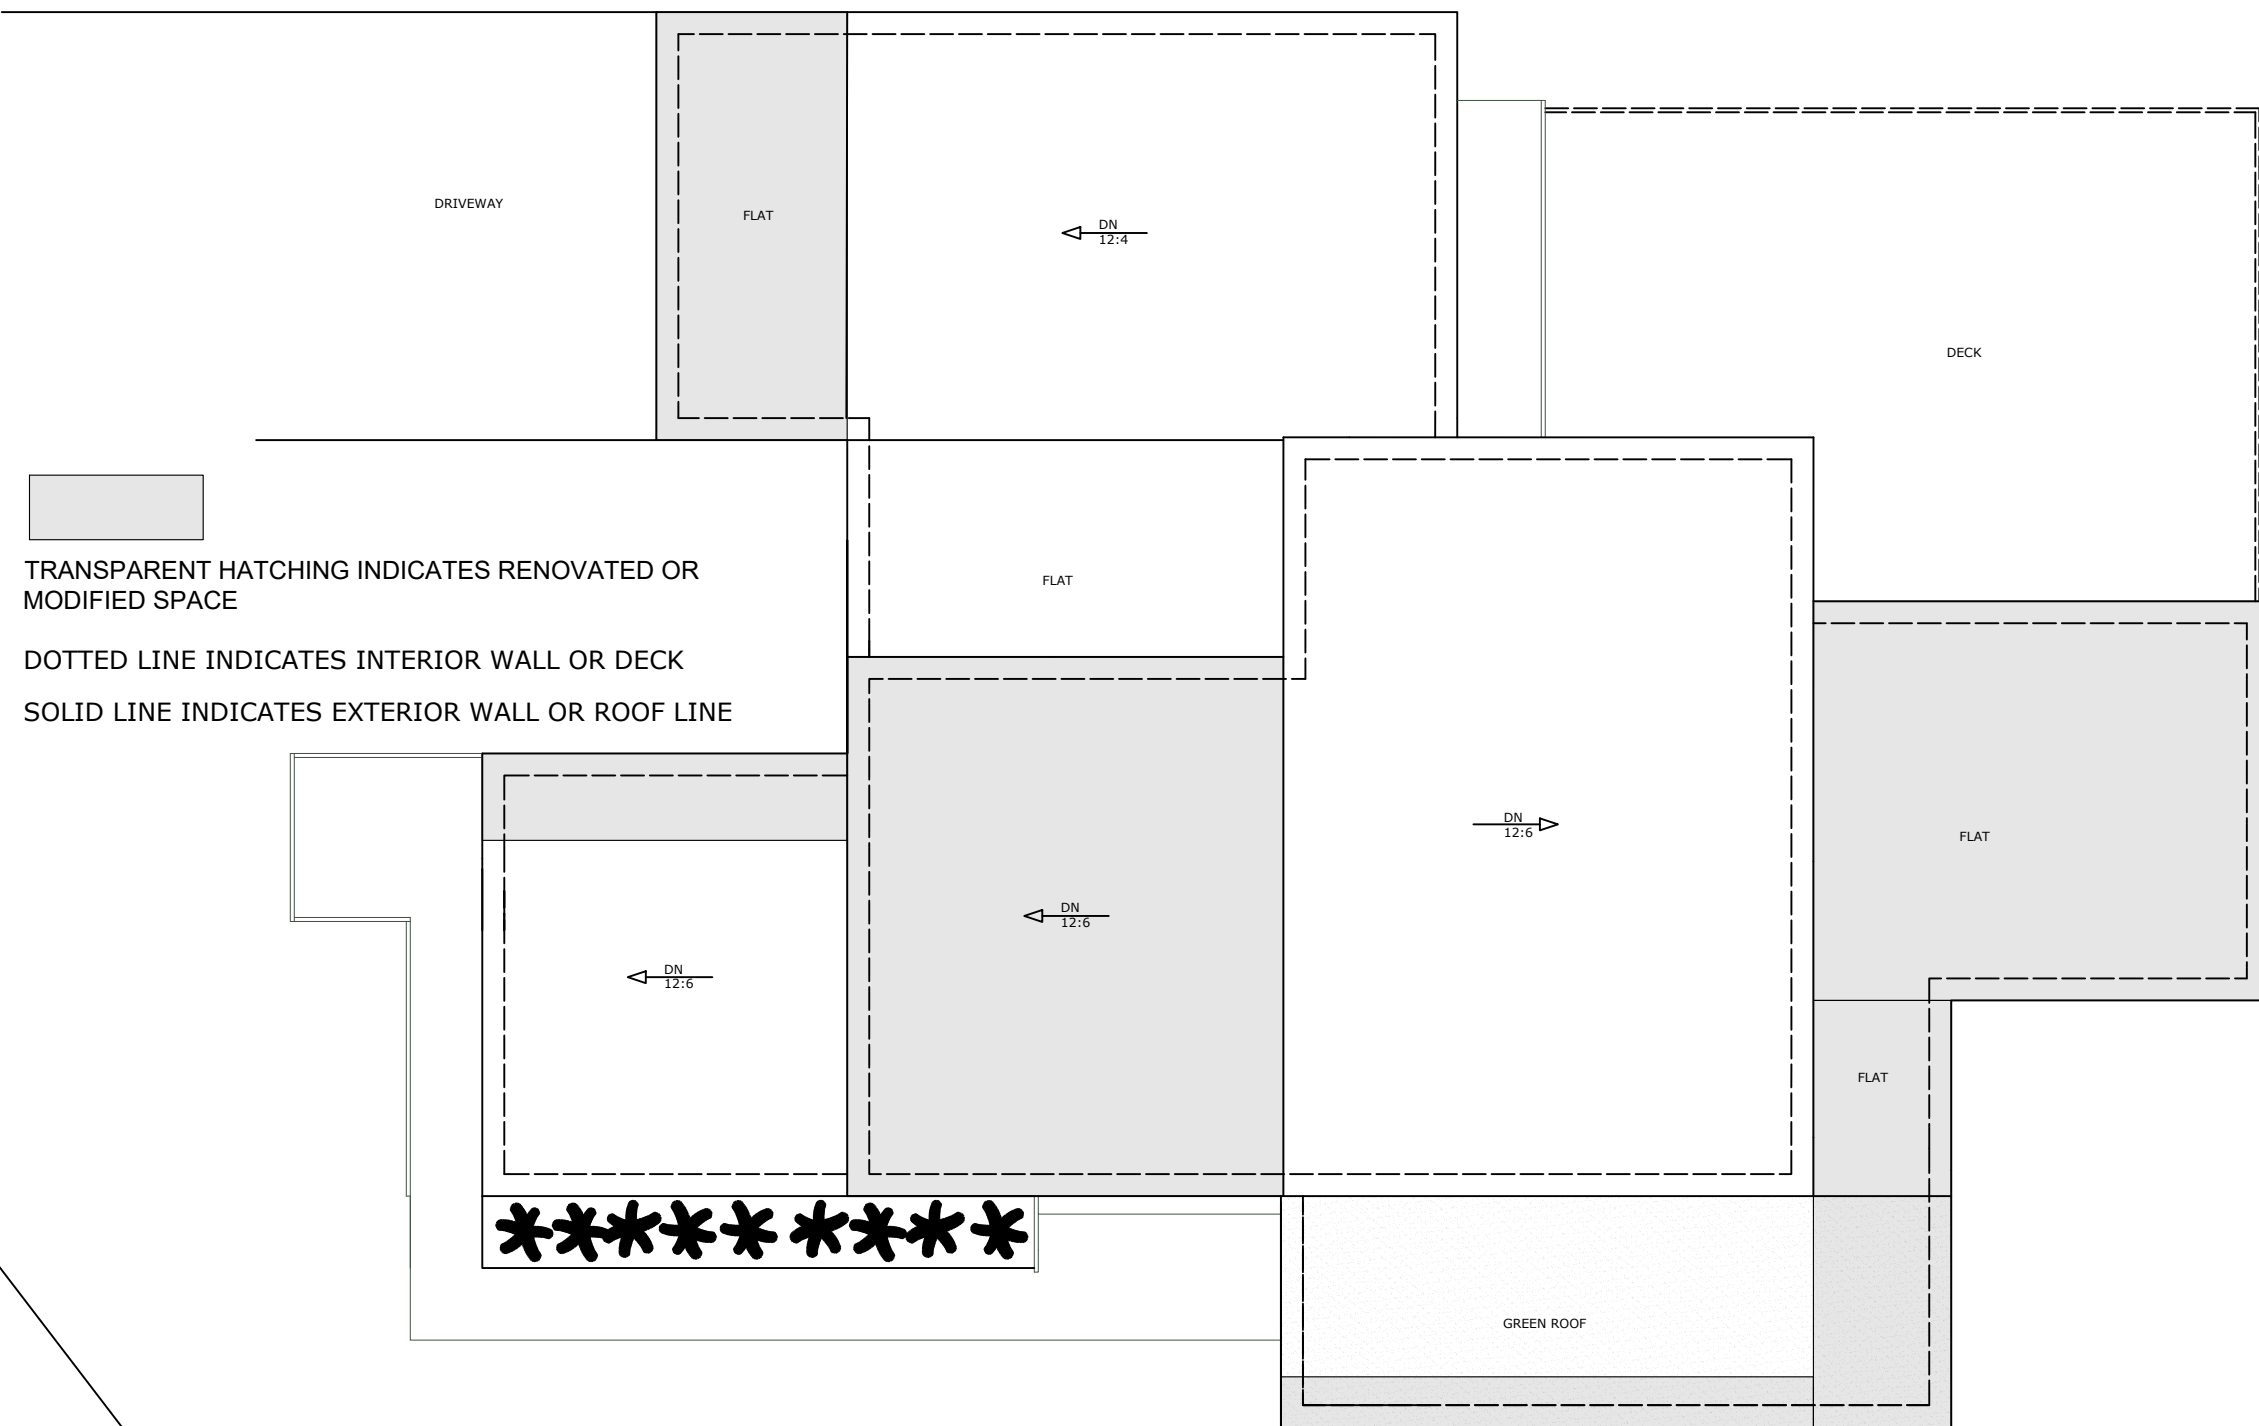 DRIVEWAY
FLAT
DN
12:4
DECK
TRANSPARENT HATCHING INDICATES RENOVATED OR
MODIFIED SPACE
FLAT
DOTTED LINE INDICATES INTERIOR WALL OR DECK
SOLID LINE INDICATES EXTERIOR WALL OR ROOF LINE
DN
12:6
FLAT
DN
12:6
DN
12:6
FLAT
GREEN ROOF